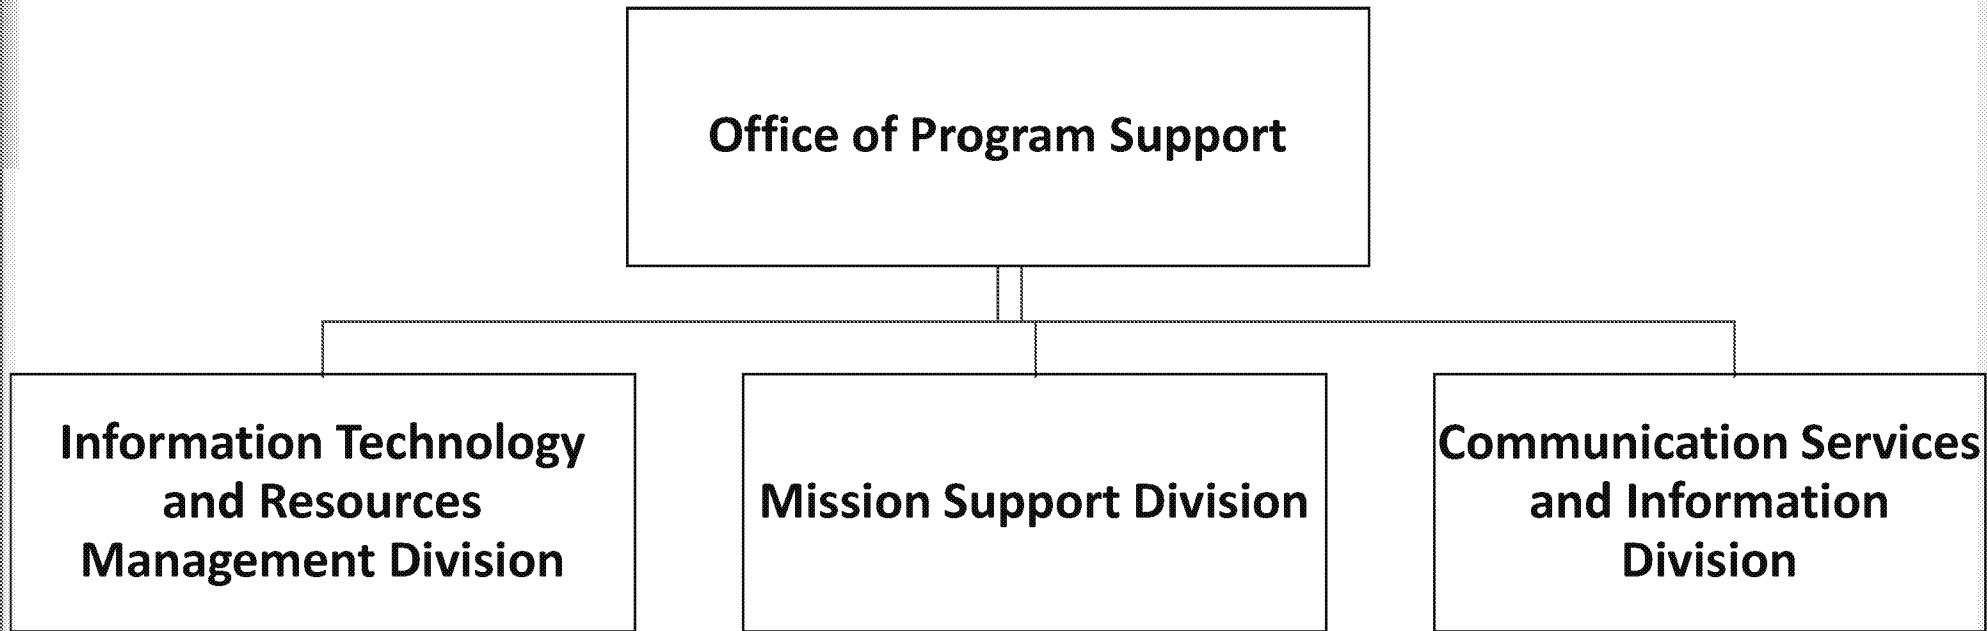 Office of Program Support
Information Technology
and Resources
Management Division
Mission Support Division
Communication Services
and Information
Division